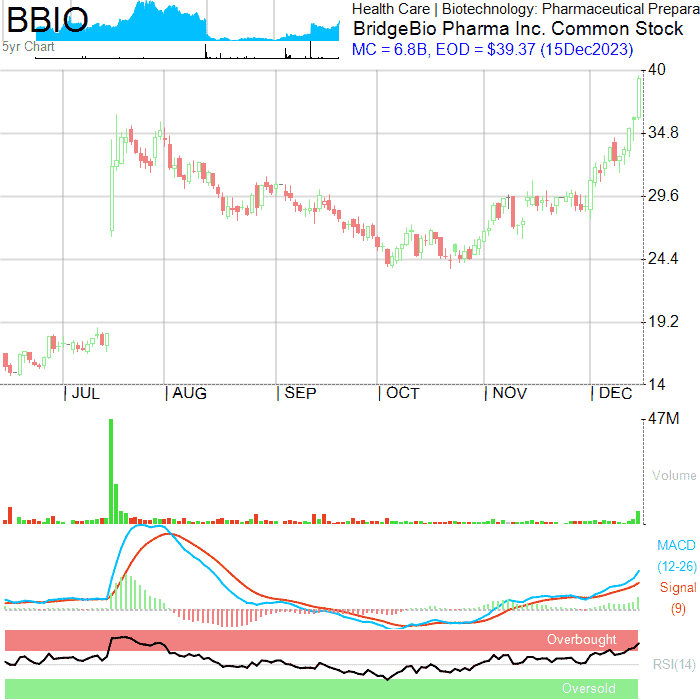 BBIO
5yr Chart
Health Care | Biotechnology: Pharmaceutical Prepara
BridgeBio Pharma Inc. Common Stock
MC = 6.8B, EOD = $39.37 (15Dec2023)
40
34.8
29.6
24.4
19.2
14
JUL AUG SEP OCT NOV DEC
47M
Volume
MACD
(12-26)
Signal
(9)
Overbought
RSI(14)
Oversold